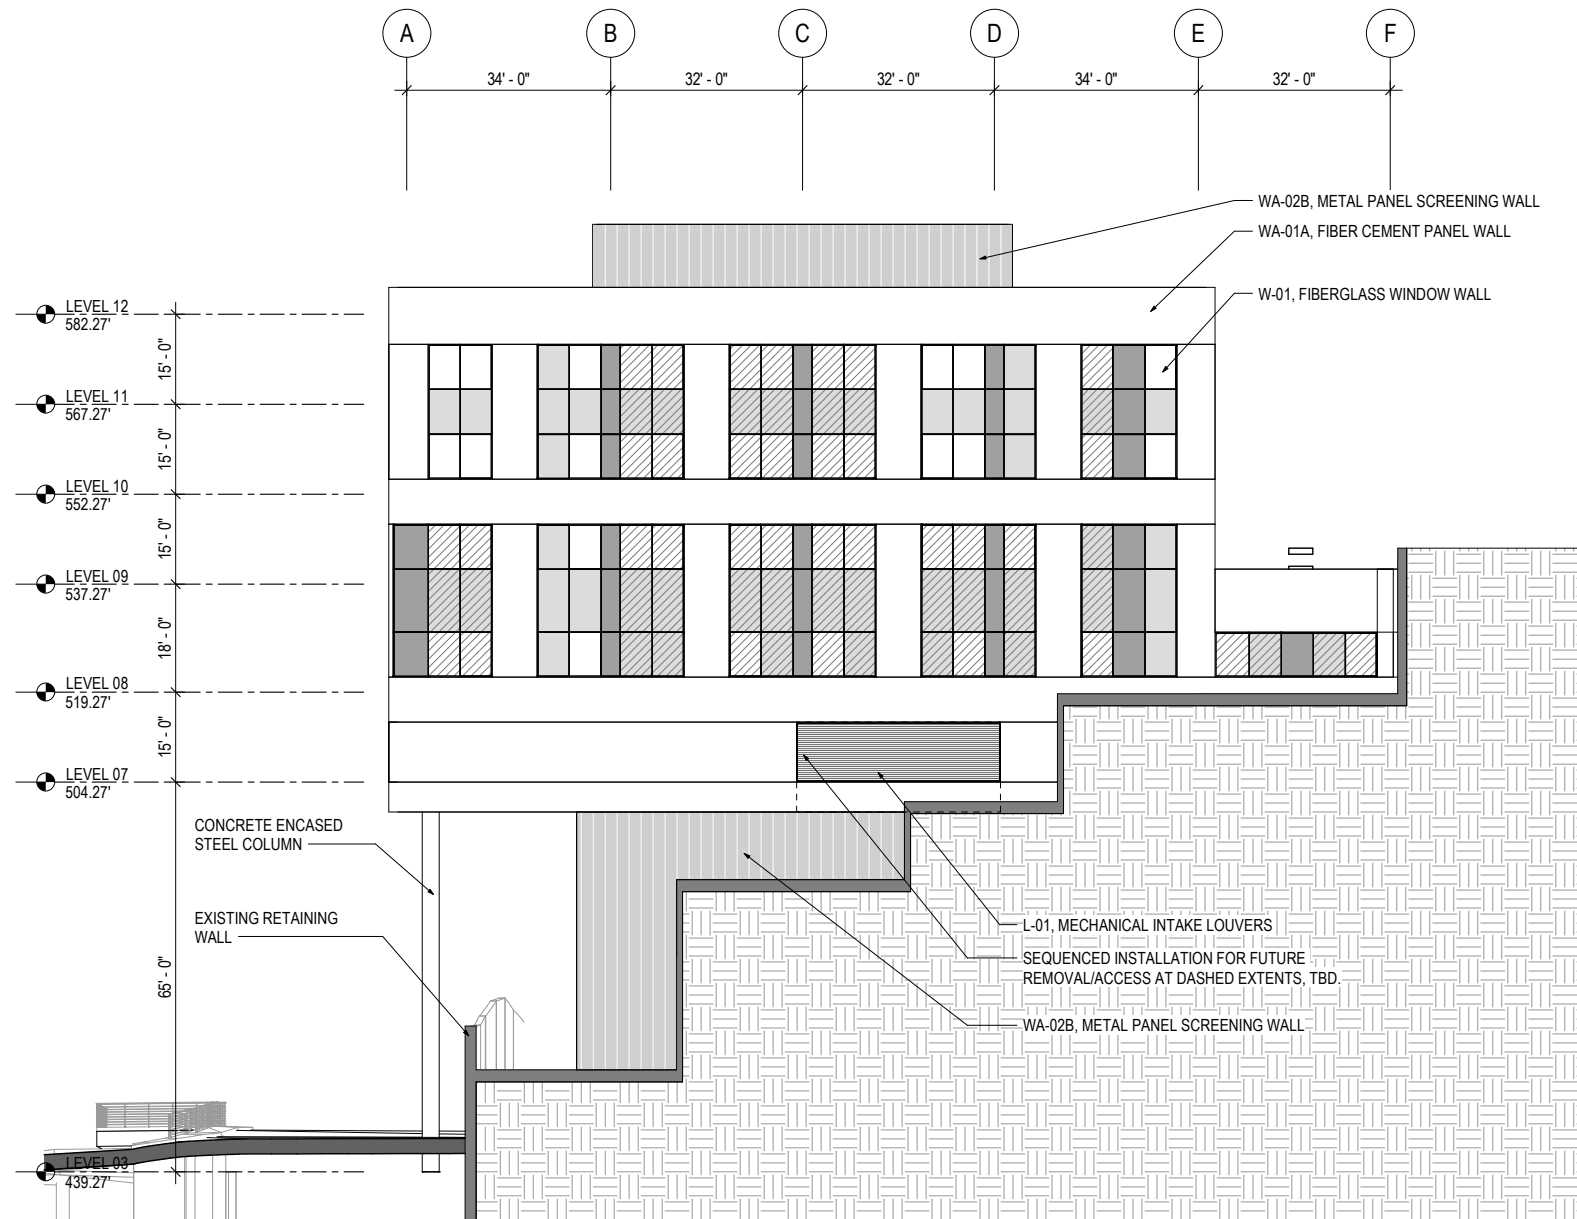 A B C D E F
34' - 0" 32' - 0" 32' - 0" 34' - 0" 32' - 0"
WA-02B, METAL PANEL SCREENING WALL
WA-01A, FIBER CEMENT PANEL WALL
W-01, FIBERGLASS WINDOW WALL
LEVEL 12
582.27'
15' - 0"
LEVEL 11
567.27'
15' - 0"
LEVEL 10
552.27'
15' - 0"
LEVEL 09
537.27'
18' - 0"
LEVEL 08
519.27'
15' - 0"
LEVEL 07
504.27'
CONCRETE ENCASED
STEEL COLUMN
EXISTING RETAINING
WALL
65' - 0"
L-01, MECHANICAL INTAKE LOUVERS
SEQUENCED INSTALLATION FOR FUTURE
REMOVAL/ACCESS AT DASHED EXTENTS, TBD.
WA-02B, METAL PANEL SCREENING WALL
LEVEL 03
439.27'